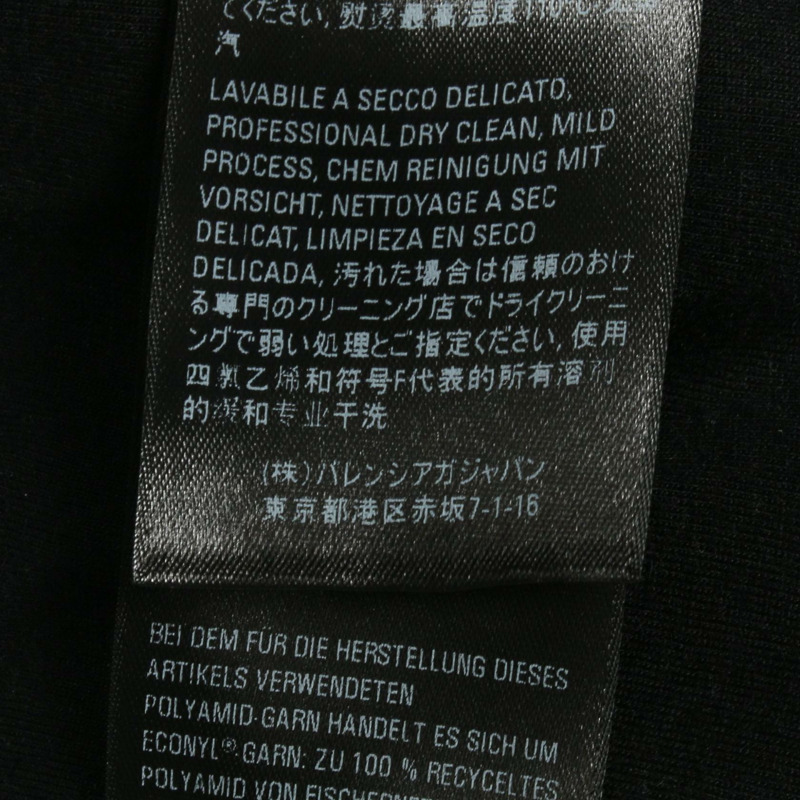 てください, 熨烫最高温度110℃
汽
LAVABILE A SECCO DELICATO,
PROFESSIONAL DRY CLEAN, MILD
PROCESS, CHEM REINIGUNG MIT
VORSICHT, NETTOYAGE A SEC
DELICAT, LIMPIEZA EN SECO
DELICADA, 汚れた場合は信頼のおけ
る専門のクリーニング店でドライクリーニ
ングで弱い処理とご指定ください, 使用
四氯乙烯和符号F代表的所有溶剂
的缓和专业干洗
(株)バレンシアガジャパン
東京都港区赤坂7-1-16
BEI DEM FÜR DIE HERSTELLUNG DIESES
ARTIKELS VERWENDETEN
POLYAMID-GARN HANDELT ES SICH UM
ECONYL®-GARN: ZU 100 % RECYCELTES
POLYAMID VON